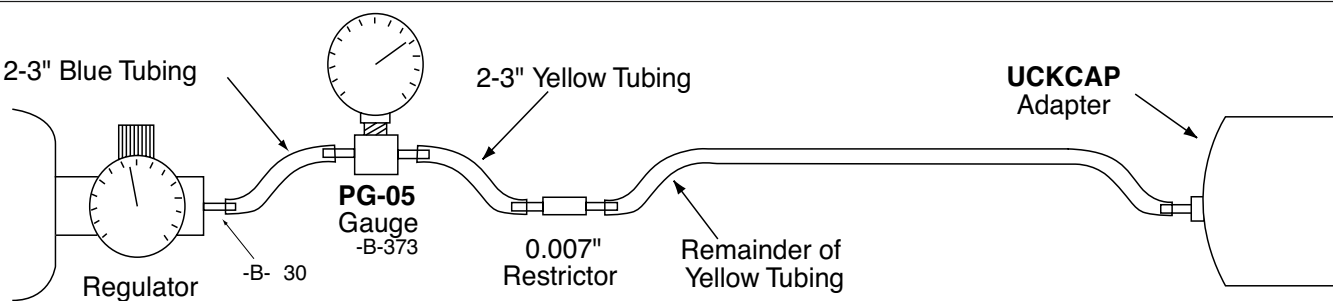 2-3" Blue Tubing
2-3" Yellow Tubing
UCKCAP
Adapter
PG-05
Gauge
-B-373
-B- 30
Regulator
0.007"
Restrictor
Remainder of
Yellow Tubing